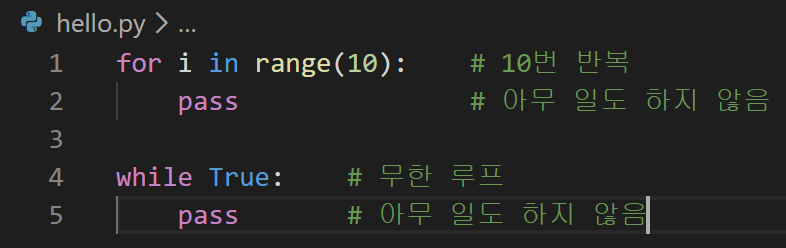 hello.py > ...
1 for i in range(10):    # 10번 반복
2     pass               # 아무 일도 하지 않음
3
4 while True:    # 무한 루프
5     pass       # 아무 일도 하지 않음